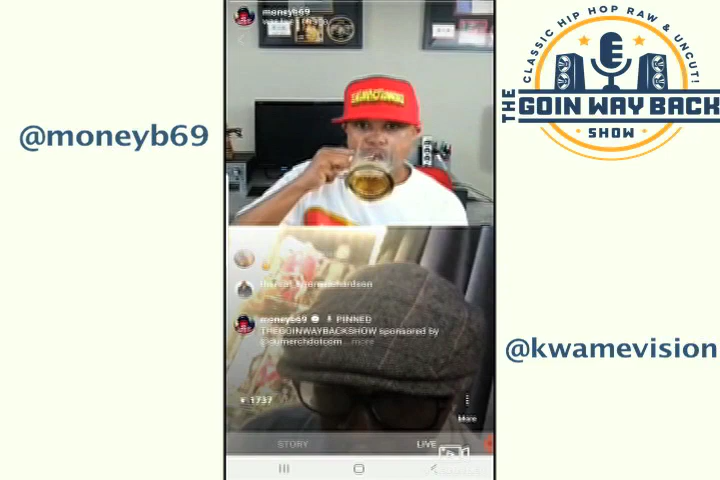 moneyb69
@moneyb69
CLASSIC HIP HOP RAW & UNCUT!
THE
GOIN WAY BACK
SHOW
moneyb69 PINNED
THEGOINWAYBACKSHOW sponsored by
@dymerchdotcom ...more
@kwamevision
1737
More
STORY
LIVE